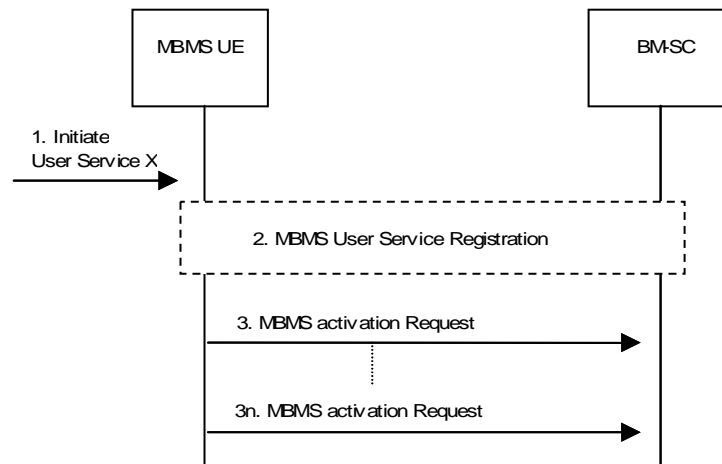 MBMS UE
BM-SC
1. Initiate
User Service X
2. MBMS User Service Registration
3. MBMS activation Request
3n. MBMS activation Request